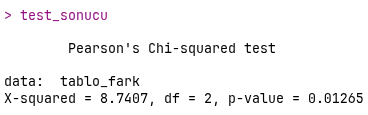 > test_sonucu
Pearson's Chi-squared test
data:  tablo_fark
X-squared = 8.7407, df = 2, p-value = 0.01265